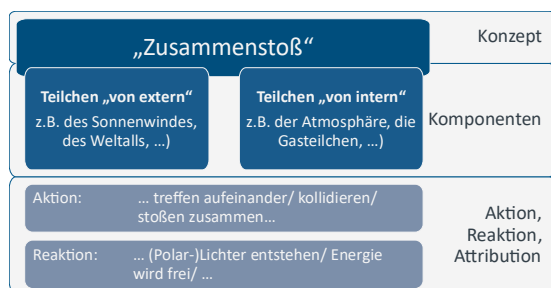 „Zusammenstoß“
Konzept
Teilchen „von extern“
z.B. des Sonnenwindes,
des Weltalls, …)
Teilchen „von intern“
z.B. der Atmosphäre, die
Gasteilchen, …)
Komponenten
Aktion: … treffen aufeinander/ kollidieren/
stoßen zusammen…
Reaktion: … (Polar-)Lichter entstehen/ Energie
wird frei/ …
Aktion,
Reaktion,
Attribution